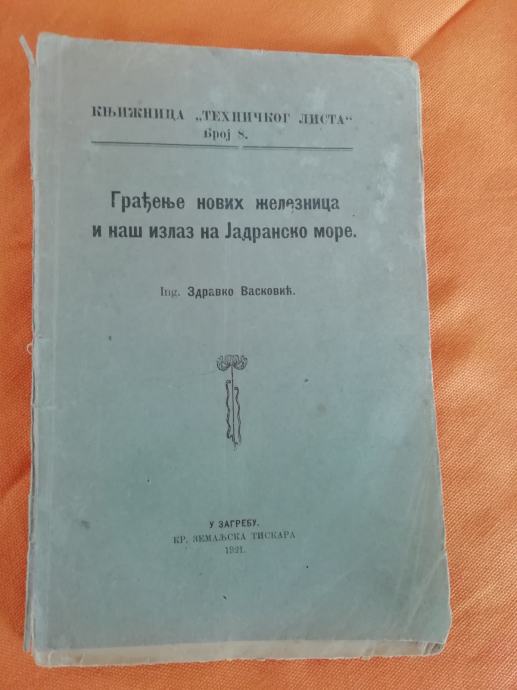 КЊИЖНИЦА „ТЕХНИЧКОГ ЛИСТА“
Број 8.
Грађење нових железница
и наш излаз на Јадранско море.
Ing. Здравко Васковић.
У ЗАГРЕБУ.
КР. ЗЕМАЉСКА ТИСКАРА
1921.